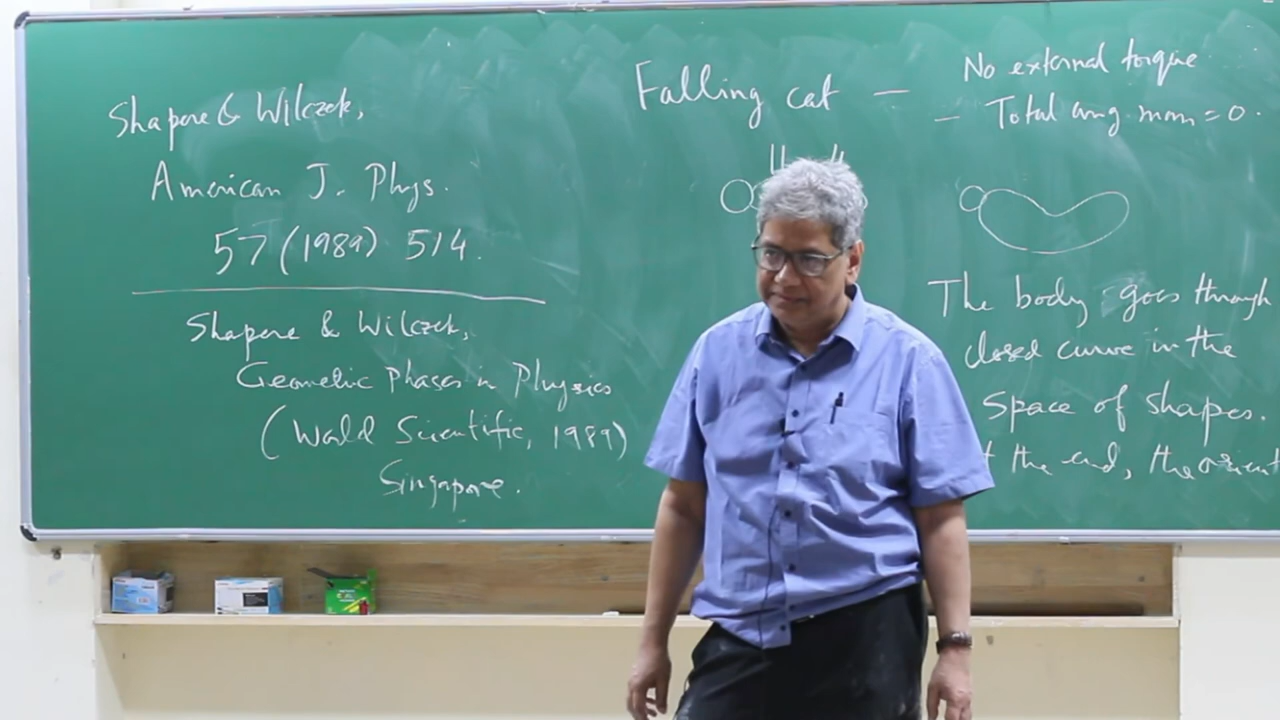 Shapere & Wilczek,
American J. Phys.
57 (1989) 514.
Shapere & Wilczek,
Geometric Phases in Physics
(World Scientific, 1989)
Singapore.
Falling cat —
No external torque
— Total ang mom = 0.
The body goes through
closed curve in the
space of shapes.
the end, the orient